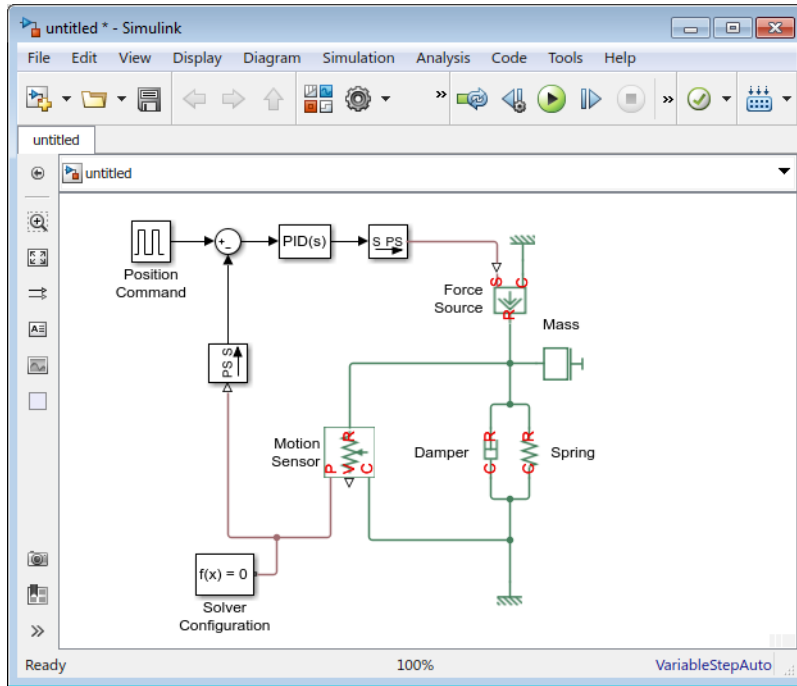 untitled * - Simulink
File Edit View Display Diagram Simulation Analysis Code Tools Help
untitled
untitled
Position
Command
+
-
PID(s)
S PS
Force
Source
S
C
R
Mass
PS S
Motion
Sensor
R
P
V
C
Damper
R
C
R
C
Spring
f(x) = 0
Solver
Configuration
Ready 100% VariableStepAuto